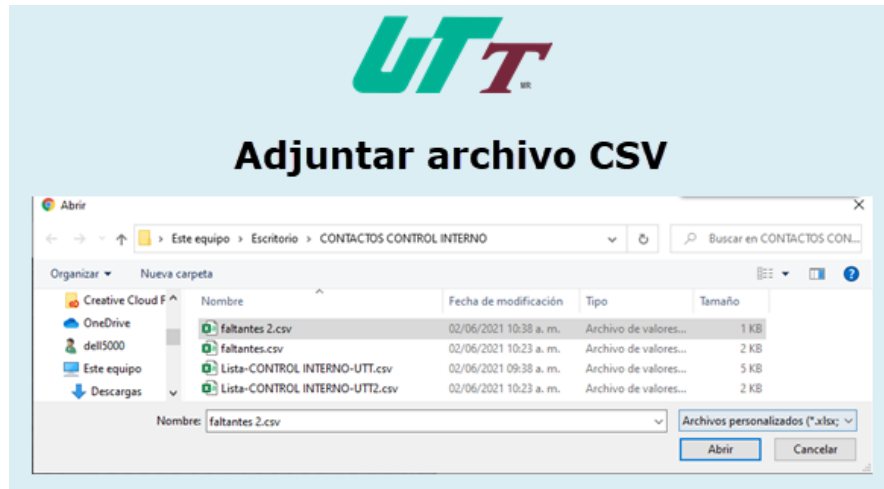 UTT
MR
Adjuntar archivo CSV
Abrir
Este equipo > Escritorio > CONTACTOS CONTROL INTERNO
Buscar en CONTACTOS CON...
Organizar Nueva carpeta
Creative Cloud F
OneDrive
dell5000
Este equipo
Descargas
Nombre Fecha de modificación Tipo Tamaño
faltantes 2.csv 02/06/2021 10:38 a. m. Archivo de valores... 1 KB
faltantes.csv 02/06/2021 10:23 a. m. Archivo de valores... 2 KB
Lista-CONTROL INTERNO-UTT.csv 02/06/2021 09:38 a. m. Archivo de valores... 5 KB
Lista-CONTROL INTERNO-UTT2.csv 02/06/2021 10:23 a. m. Archivo de valores... 2 KB
Nombre: faltantes 2.csv Archivos personalizados (*.xlsx;
Abrir Cancelar